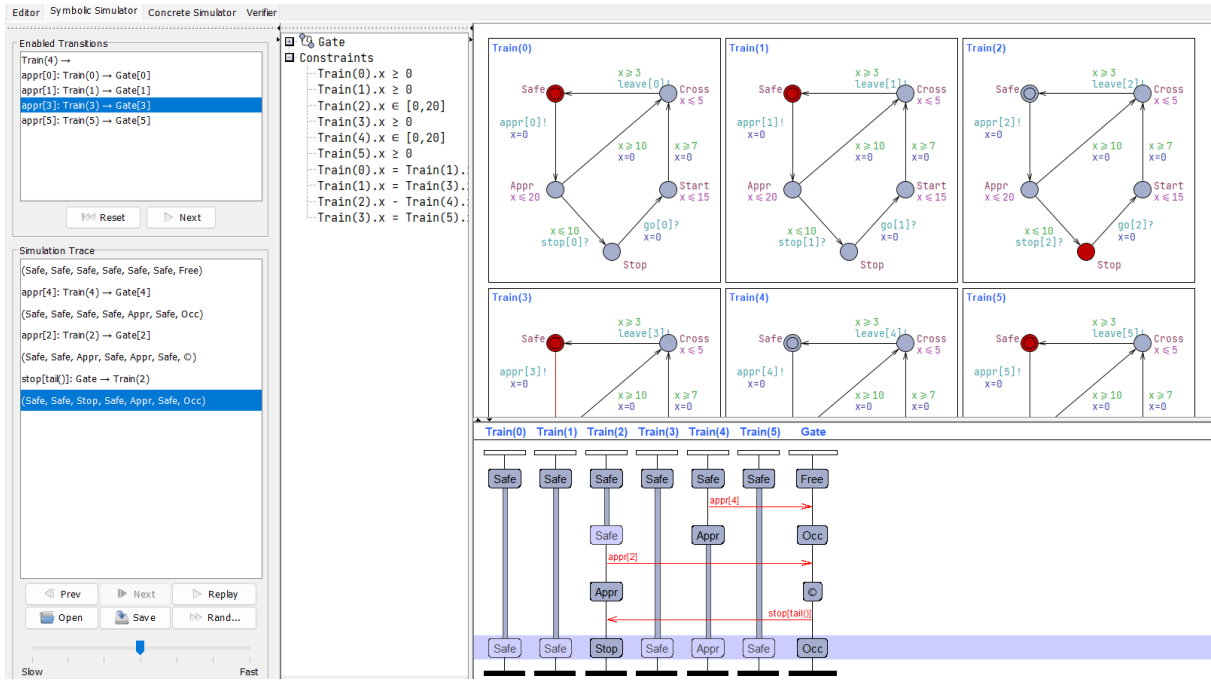 Editor Symbolic Simulator Concrete Simulator Verifier
Enabled Transitions
Train(4) →
appr[0]: Train(0) → Gate[0]
appr[1]: Train(1) → Gate[1]
appr[3]: Train(3) → Gate[3]
appr[5]: Train(5) → Gate[5]
Reset Next
Simulation Trace
(Safe, Safe, Safe, Safe, Safe, Safe, Free)
appr[4]: Train(4) → Gate[4]
(Safe, Safe, Safe, Safe, Appr, Safe, Occ)
appr[2]: Train(2) → Gate[2]
(Safe, Safe, Appr, Safe, Appr, Safe, ©)
stop[tail()]: Gate → Train(2)
(Safe, Safe, Stop, Safe, Appr, Safe, Occ)
Prev Next Replay
Open Save Rand...
Slow Fast
Gate
Constraints
Train(0).x ≥ 0
Train(1).x ≥ 0
Train(2).x ∈ [0,20]
Train(3).x ≥ 0
Train(4).x ∈ [0,20]
Train(5).x ≥ 0
Train(0).x = Train(1).
Train(1).x = Train(3).
Train(2).x - Train(4).
Train(3).x = Train(5).
Train(0)
x⩾3
leave[0]!
Safe
Cross
x⩽5
appr[0]!
x=0
x⩾10
x=0
x⩾7
x=0
Appr
x⩽20
Start
x⩽15
x⩽10
stop[0]?
go[0]?
x=0
Stop
Train(1)
x⩾3
leave[1]!
Safe
Cross
x⩽5
appr[1]!
x=0
x⩾10
x=0
x⩾7
x=0
Appr
x⩽20
Start
x⩽15
x⩽10
stop[1]?
go[1]?
x=0
Stop
Train(2)
x⩾3
leave[2]!
Safe
Cross
x⩽5
appr[2]!
x=0
x⩾10
x=0
x⩾7
x=0
Appr
x⩽20
Start
x⩽15
x⩽10
stop[2]?
go[2]?
x=0
Stop
Train(3)
x⩾3
leave[3]!
Safe
Cross
x⩽5
appr[3]!
x=0
x⩾10
x=0
x⩾7
x=0
Train(4)
x⩾3
leave[4]!
Safe
Cross
x⩽5
appr[4]!
x=0
x⩾10
x=0
x⩾7
x=0
Train(5)
x⩾3
leave[5]!
Safe
Cross
x⩽5
appr[5]!
x=0
x⩾10
x=0
x⩾7
x=0
Train(0) Train(1) Train(2) Train(3) Train(4) Train(5) Gate
Safe Safe Safe Safe Safe Safe Free
appr[4]
Safe Appr Occ
appr[2]
Appr ©
stop[tail()]
Safe Safe Stop Safe Appr Safe Occ